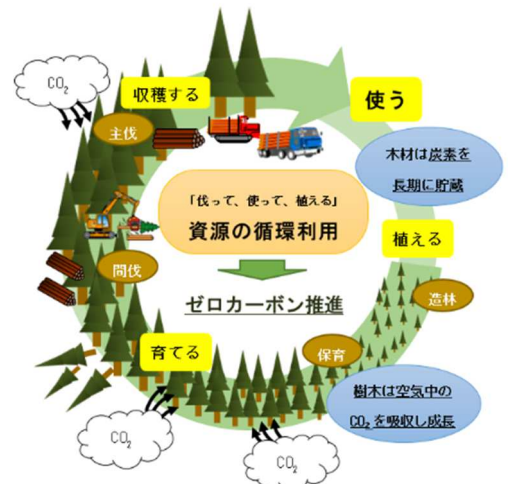 CO₂
収穫する
使う
主伐
木材は炭素を
長期に貯蔵
「伐って、使って、植える」
資源の循環利用
植える
間伐
造林
ゼロカーボン推進
育てる
保育
樹木は空気中の
CO₂を吸収し成長
CO₂
CO₂